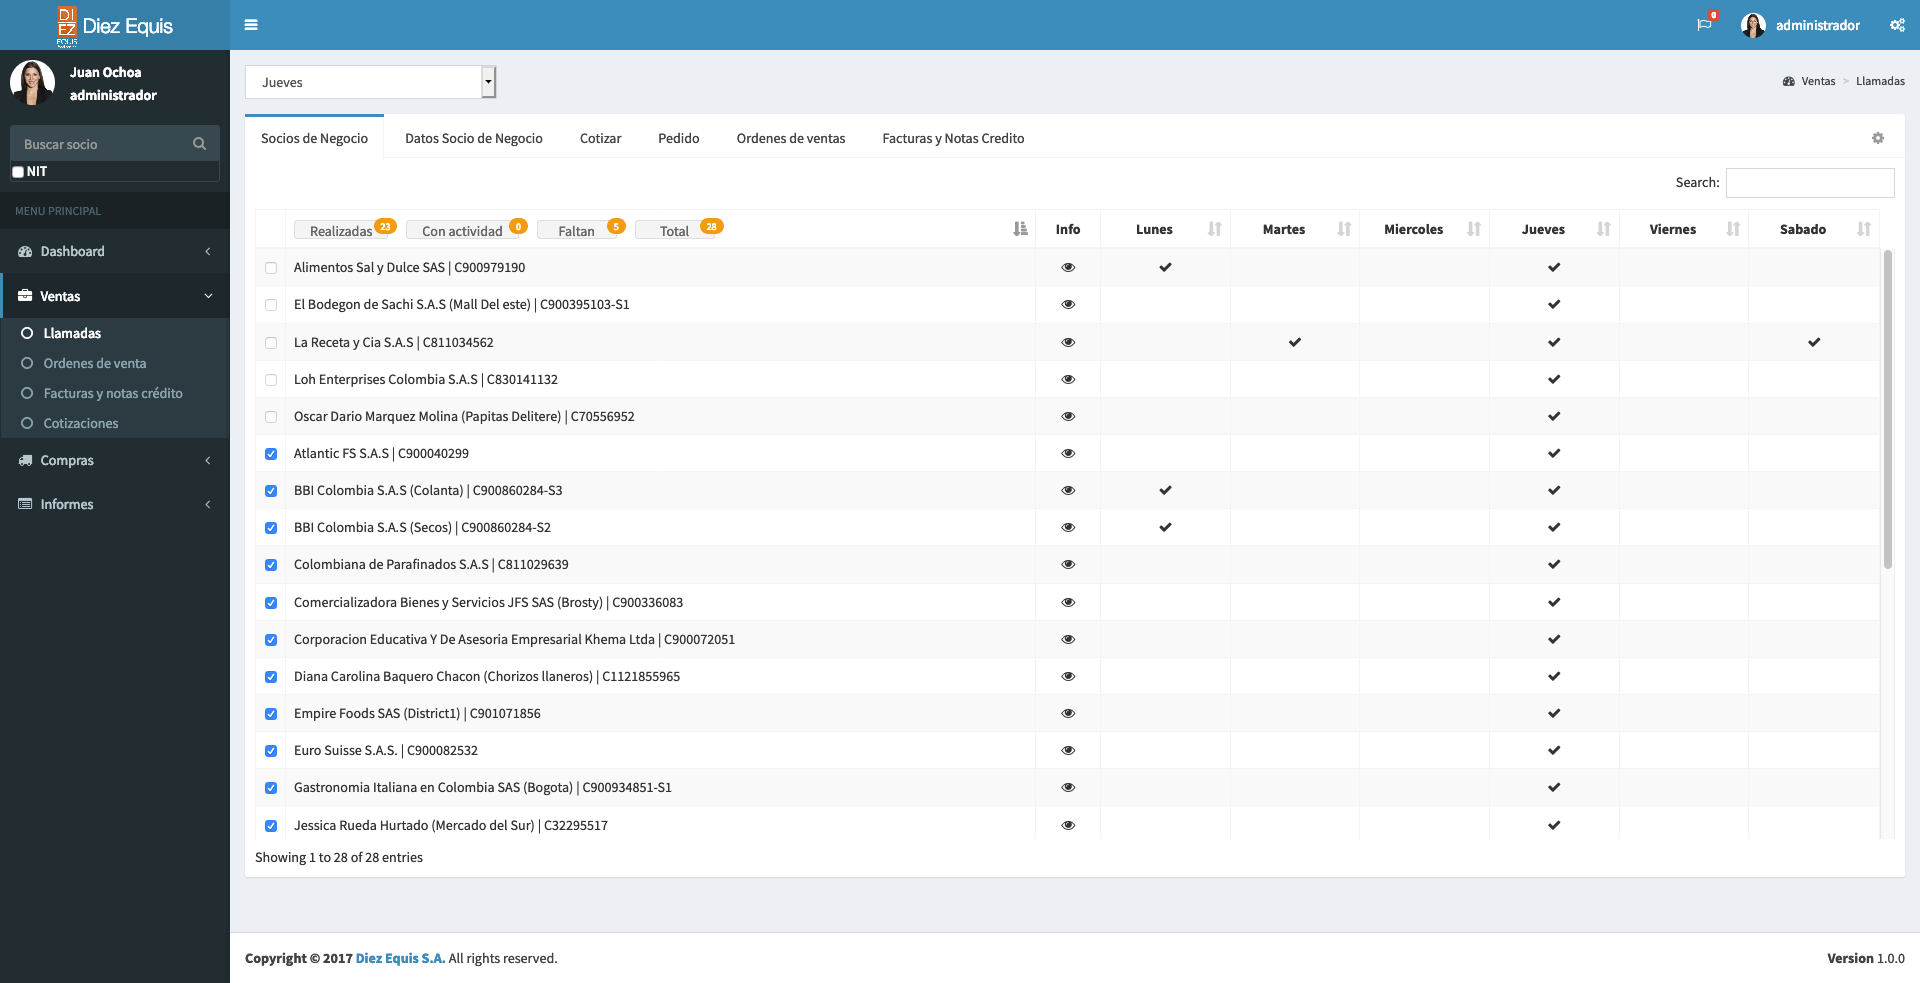 DI
EZ
EQUIS
Diez Equis
0
administrador
Juan Ochoa
administrador
Buscar socio
NIT
MENU PRINCIPAL
Dashboard
Ventas
Llamadas
Ordenes de venta
Facturas y notas crédito
Cotizaciones
Compras
Informes
Jueves
Ventas > Llamadas
Socios de Negocio Datos Socio de Negocio Cotizar Pedido Ordenes de ventas Facturas y Notas Credito
Search:
Realizadas 23 Con actividad 0 Faltan 5 Total 28 Info Lunes Martes Miercoles Jueves Viernes Sabado
Alimentos Sal y Dulce SAS | C900979190
El Bodegon de Sachi S.A.S (Mall Del este) | C900395103-S1
La Receta y Cia S.A.S | C811034562
Loh Enterprises Colombia S.A.S | C830141132
Oscar Dario Marquez Molina (Papitas Delitere) | C70556952
Atlantic FS S.A.S | C900040299
BBI Colombia S.A.S (Colanta) | C900860284-S3
BBI Colombia S.A.S (Secos) | C900860284-S2
Colombiana de Parafinados S.A.S | C811029639
Comercializadora Bienes y Servicios JFS SAS (Brosty) | C900336083
Corporacion Educativa Y De Asesoria Empresarial Khema Ltda | C900072051
Diana Carolina Baquero Chacon (Chorizos llaneros) | C1121855965
Empire Foods SAS (District1) | C901071856
Euro Suisse S.A.S. | C900082532
Gastronomia Italiana en Colombia SAS (Bogota) | C900934851-S1
Jessica Rueda Hurtado (Mercado del Sur) | C32295517
Showing 1 to 28 of 28 entries
Copyright © 2017 Diez Equis S.A. All rights reserved.
Version 1.0.0